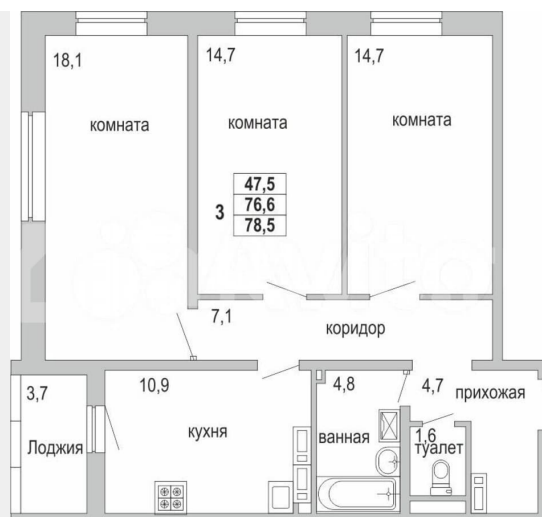 18,1
14,7
14,7
комната
комната
комната
3
47,5
76,6
78,5
7,1
коридор
3,7
10,9
4,8
4,7
прихожая
Лоджия
кухня
ванная
1,6
туалет
Avito